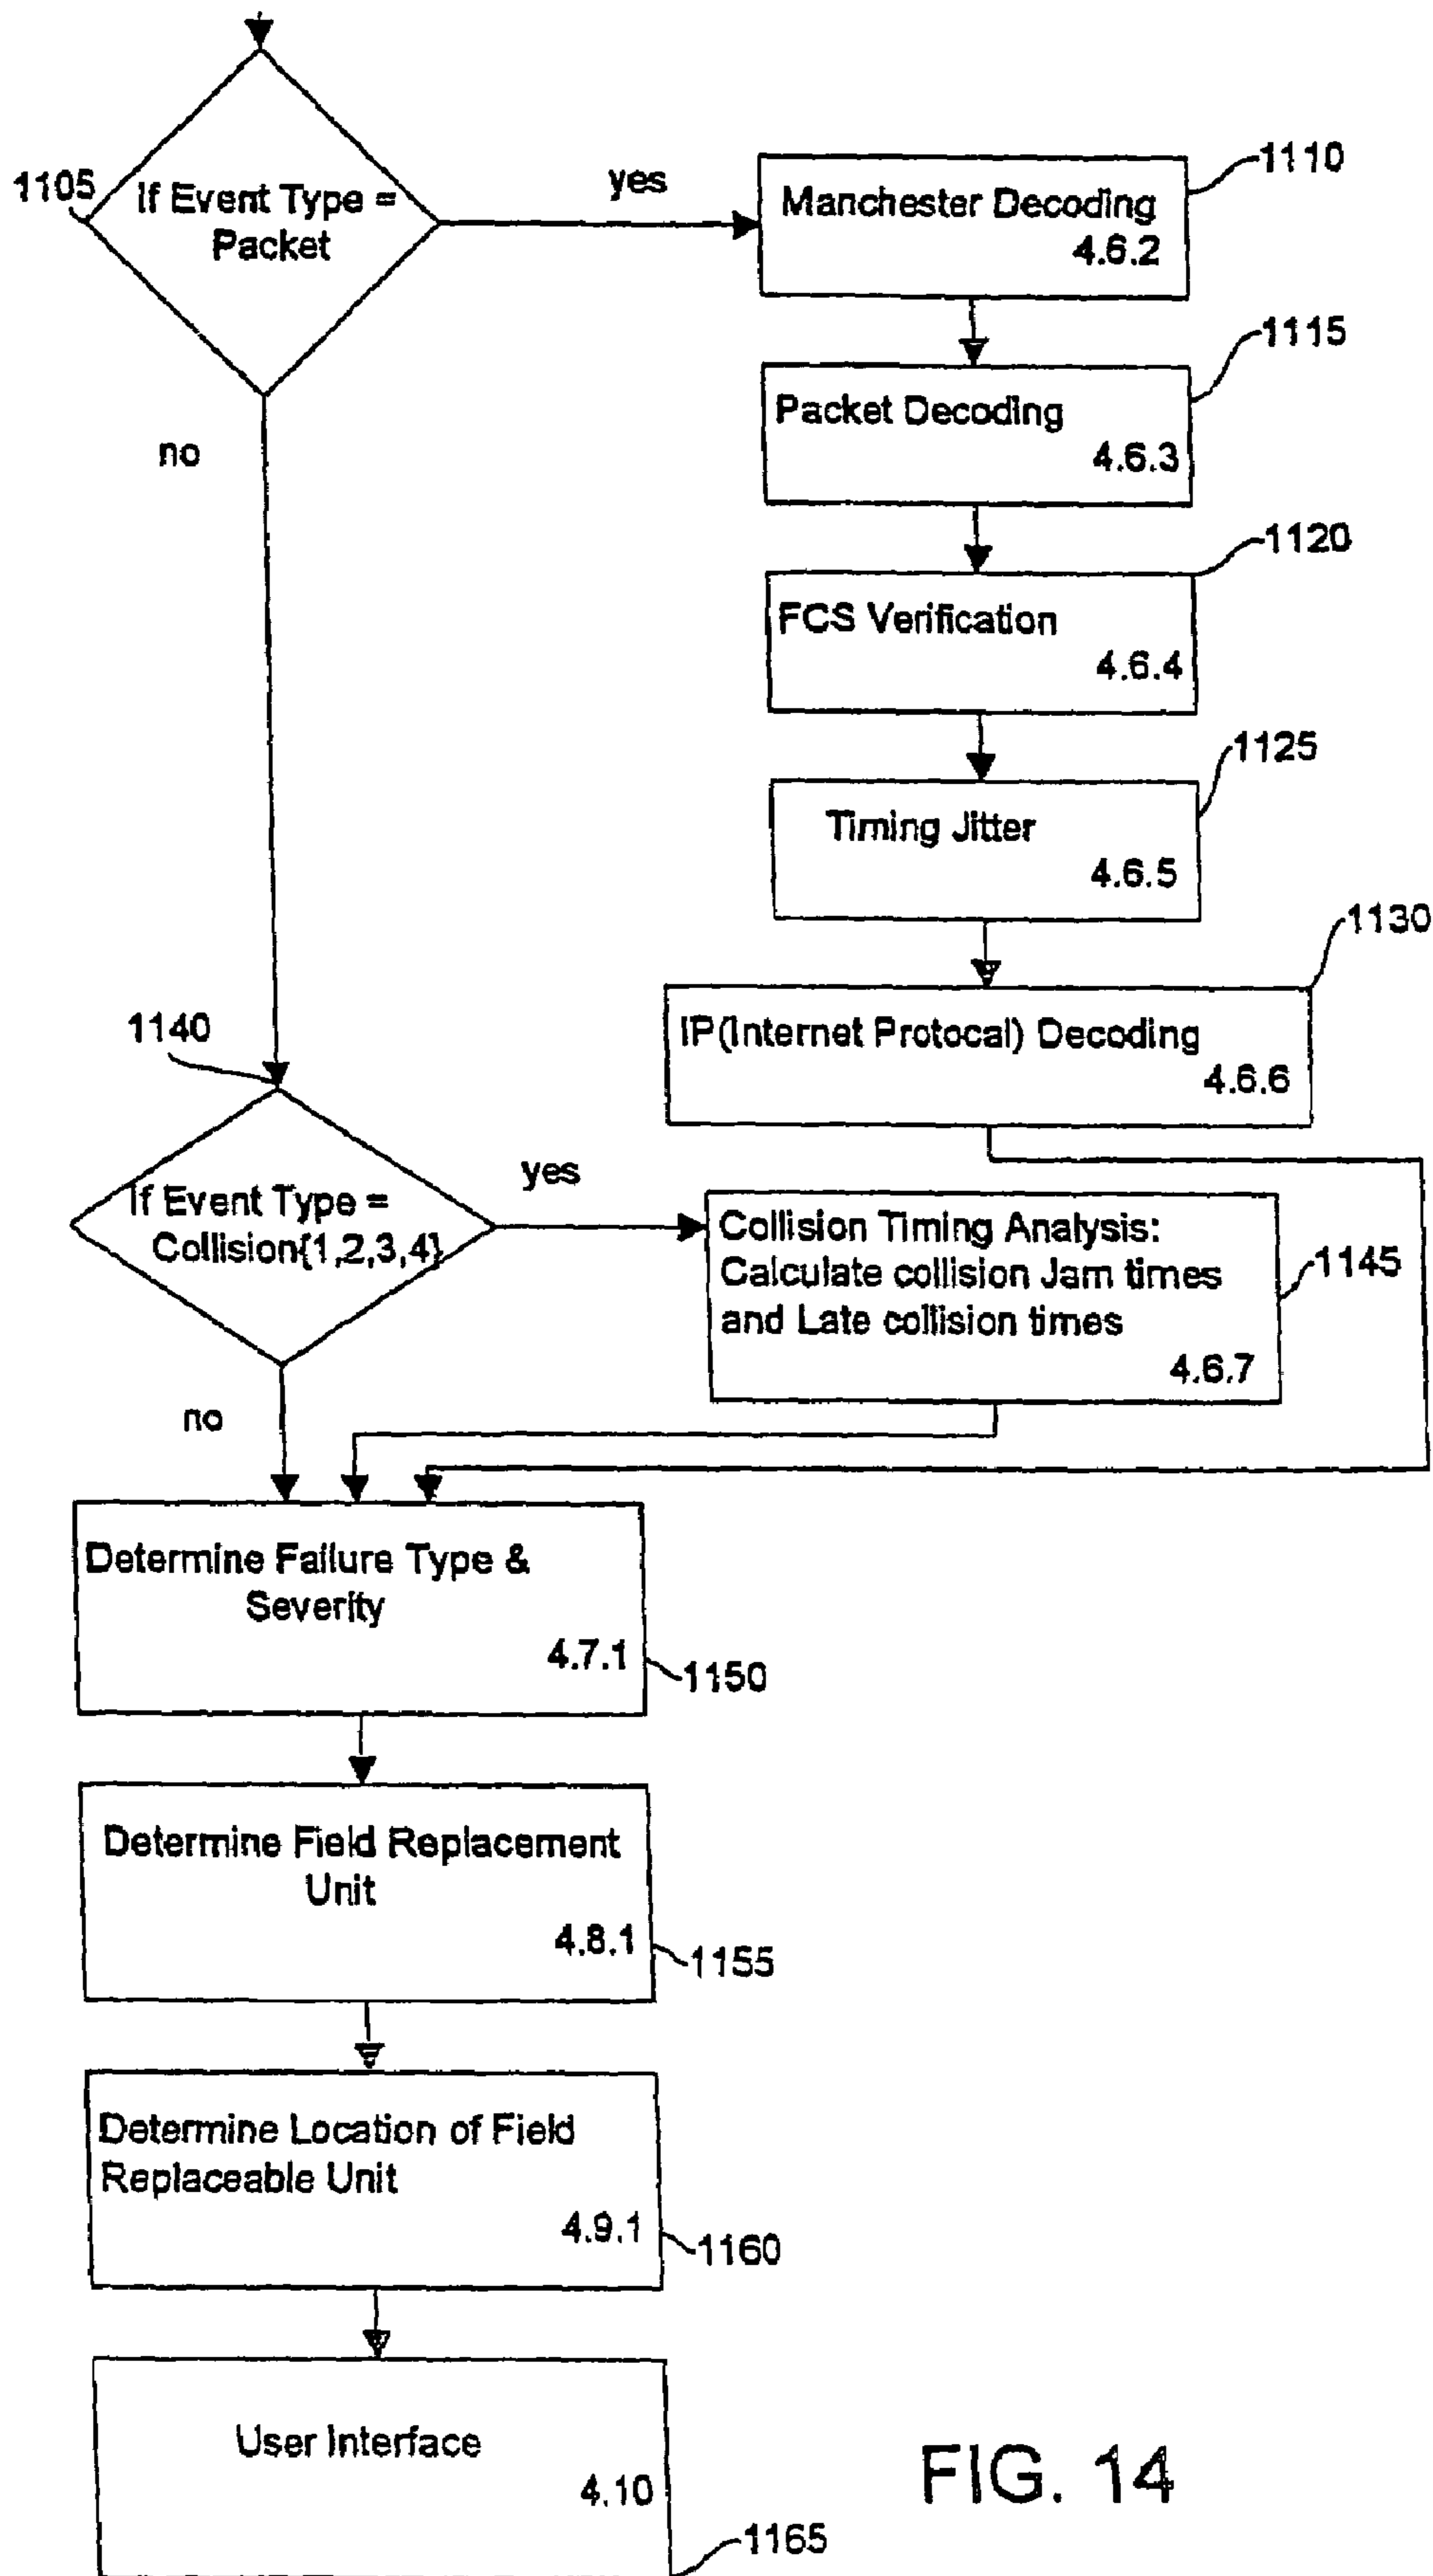 1105
If Event Type =
Packet
yes
no
Manchester Decoding
4.6.2
1110
Packet Decoding
4.6.3
1115
FCS Verification
4.6.4
1120
Timing Jitter
4.6.5
1125
IP(Internet Protocal) Decoding
4.6.6
1130
1140
If Event Type =
Collision{1,2,3,4}
yes
no
Collision Timing Analysis:
Calculate collision Jam times
and Late collision times
4.6.7
1145
Determine Failure Type &
Severity
4.7.1
1150
Determine Field Replacement
Unit
4.8.1
1155
Determine Location of Field
Replaceable Unit
4.9.1
1160
User Interface
4.10
1165
FIG. 14